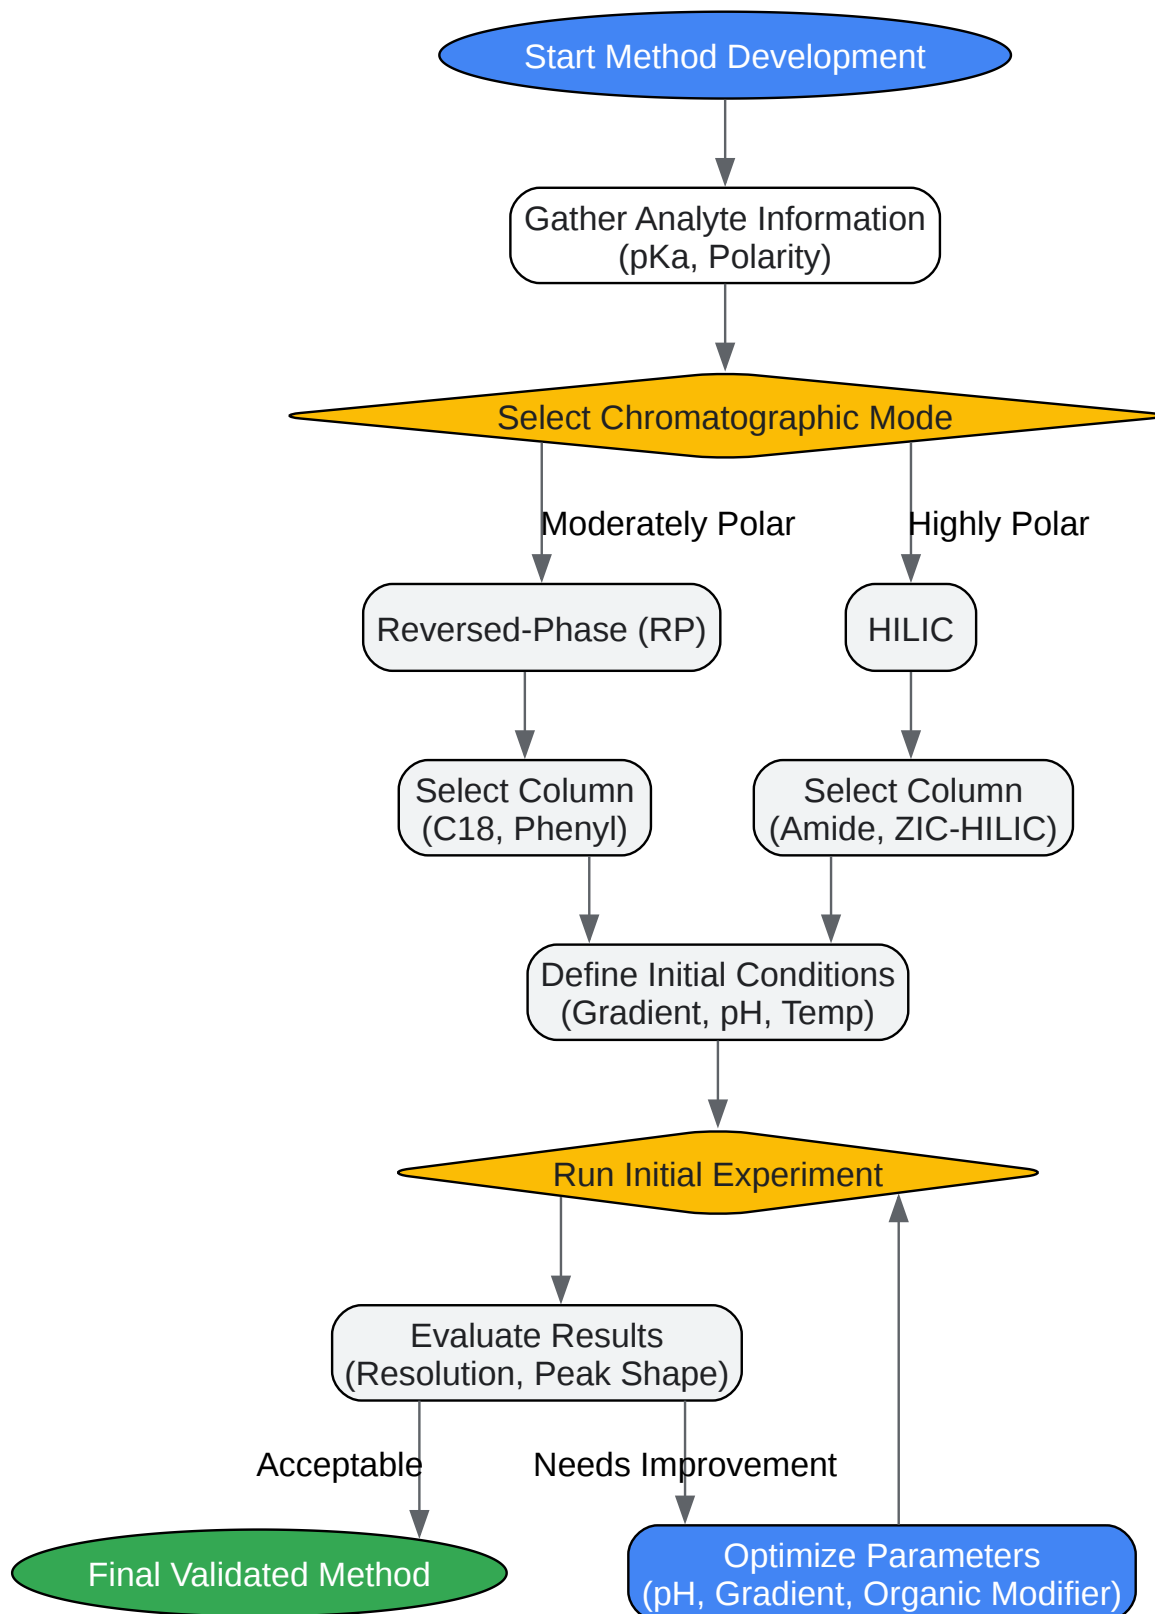 Start Method Development
Gather Analyte Information
(pKa, Polarity)
Select Chromatographic Mode
Moderately Polar
Highly Polar
Reversed-Phase (RP)
HILIC
Select Column
(C18, Phenyl)
Select Column
(Amide, ZIC-HILIC)
Define Initial Conditions
(Gradient, pH, Temp)
Run Initial Experiment
Evaluate Results
(Resolution, Peak Shape)
Acceptable
Needs Improvement
Final Validated Method
Optimize Parameters
(pH, Gradient, Organic Modifier)